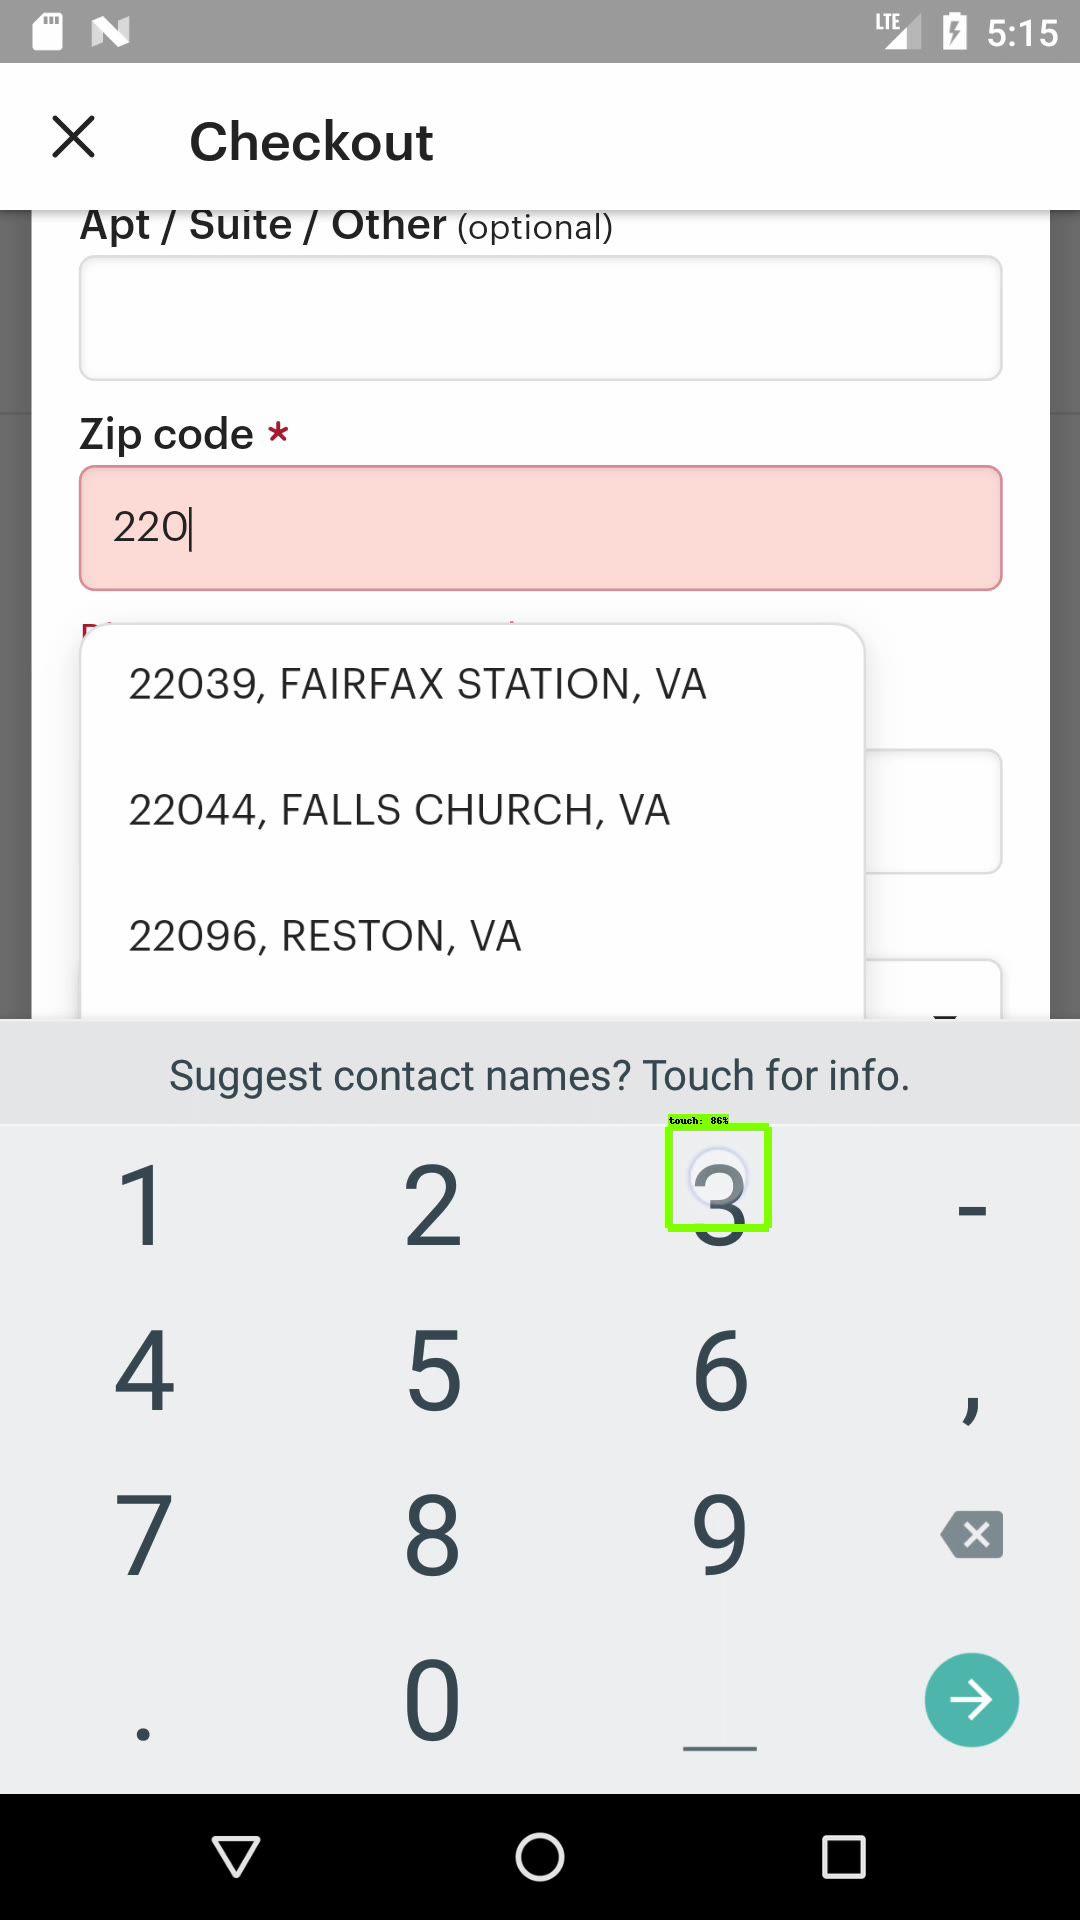 LTE 5:15
Checkout
Apt / Suite / Other (optional)
Zip code *
220
22039, FAIRFAX STATION, VA
22044, FALLS CHURCH, VA
22096, RESTON, VA
Suggest contact names? Touch for info.
touch: 86%
1 2 3 -
4 5 6 ,
7 8 9
. 0 _